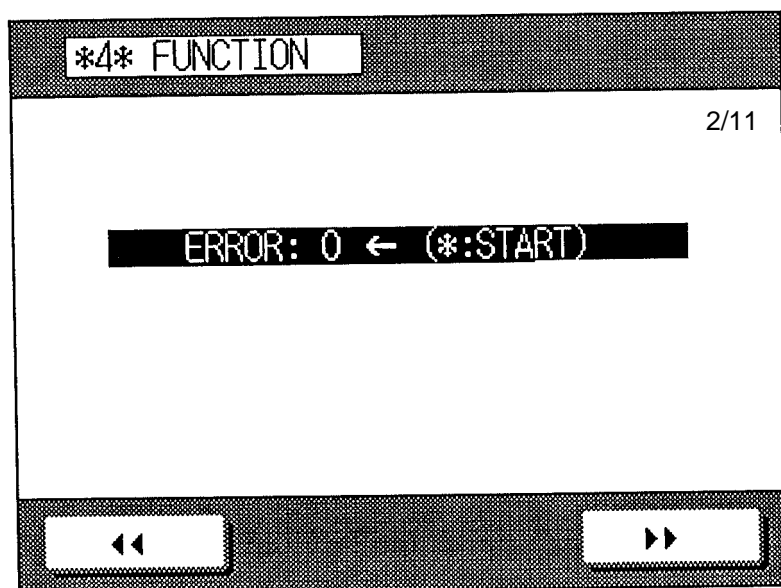 *4* FUNCTION
2/11
ERROR: 0 ← (*:START)